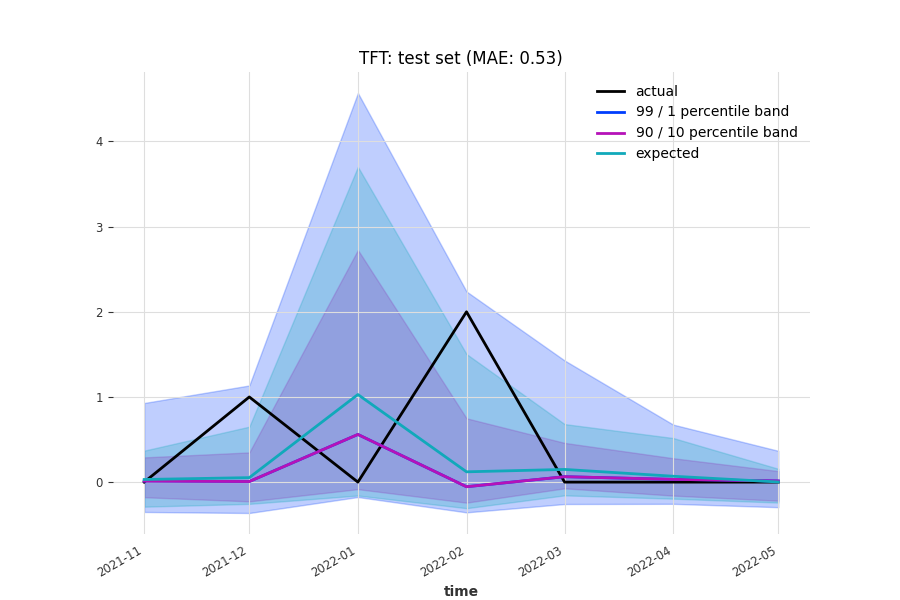 TFT: test set (MAE: 0.53)
actual
99 / 1 percentile band
90 / 10 percentile band
expected
4
3
2
1
0
2021-11
2021-12
2022-01
2022-02
2022-03
2022-04
2022-05
time